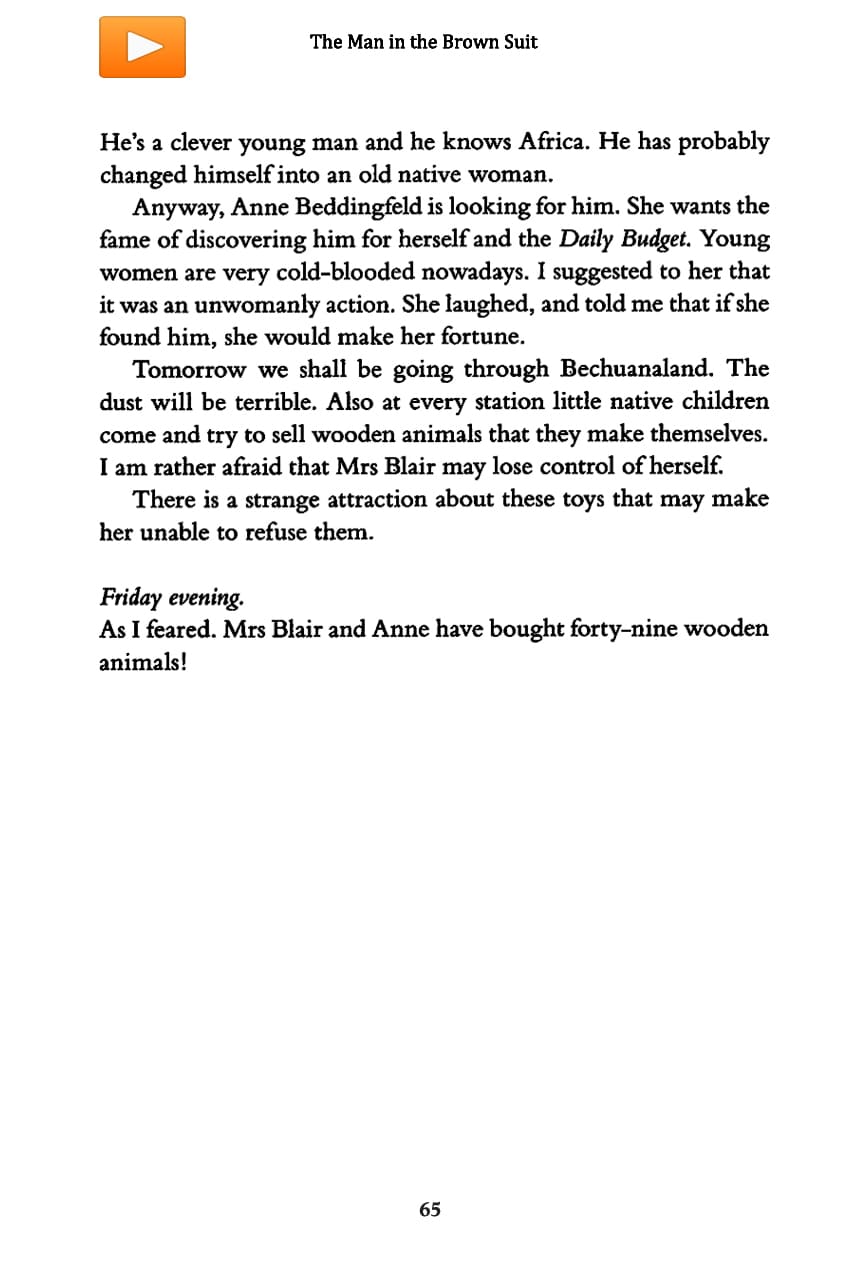 The Man in the Brown Suit
He's a clever young man and he knows Africa. He has probably
changed himself into an old native woman.
Anyway, Anne Beddingfeld is looking for him. She wants the
fame of discovering him for herself and the Daily Budget. Young
women are very cold-blooded nowadays. I suggested to her that
it was an unwomanly action. She laughed, and told me that if she
found him, she would make her fortune.
Tomorrow we shall be going through Bechuanaland. The
dust will be terrible. Also at every station little native children
come and try to sell wooden animals that they make themselves.
I am rather afraid that Mrs Blair may lose control of herself.
There is a strange attraction about these toys that may make
her unable to refuse them.
Friday evening.
As I feared. Mrs Blair and Anne have bought forty-nine wooden
animals!
65